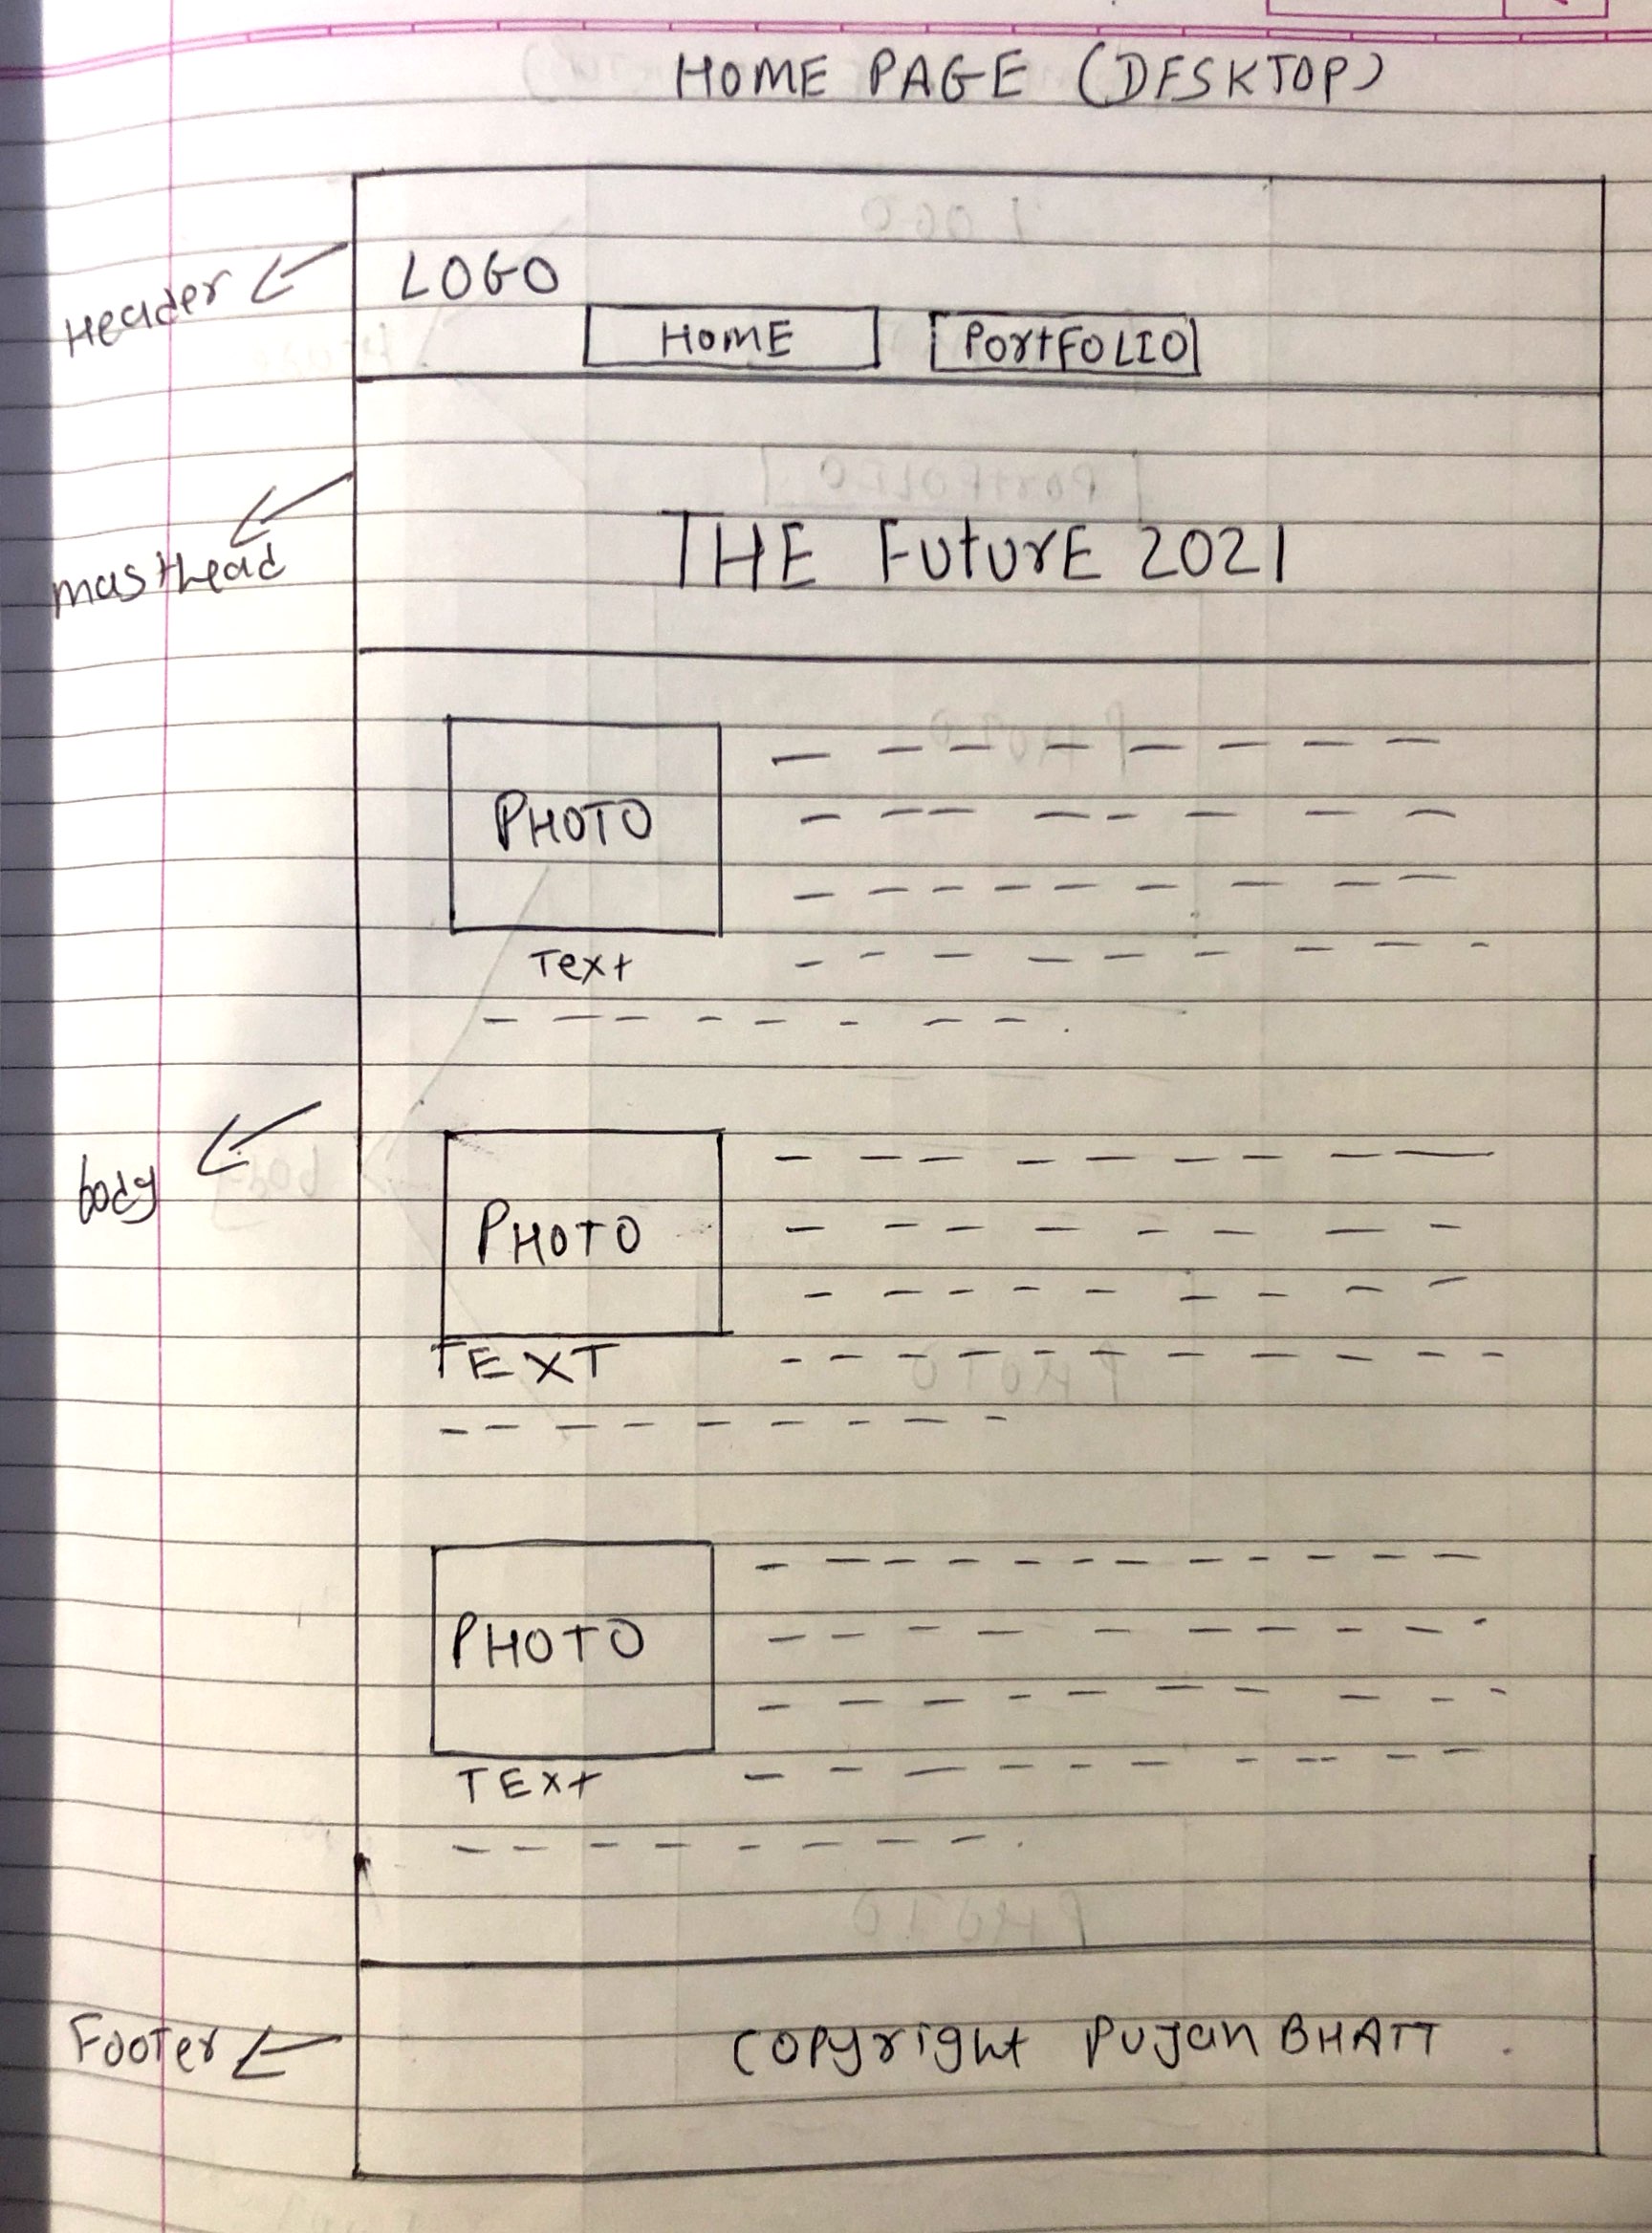 HOME PAGE (DESKTOP)
LOGO
Header
HOME PORTFOLIO
THE FUTURE 2021
masthead
PHOTO
Text
body
PHOTO
TEXT
PHOTO
TEXT
Footer
COPYright PUJan BHATT